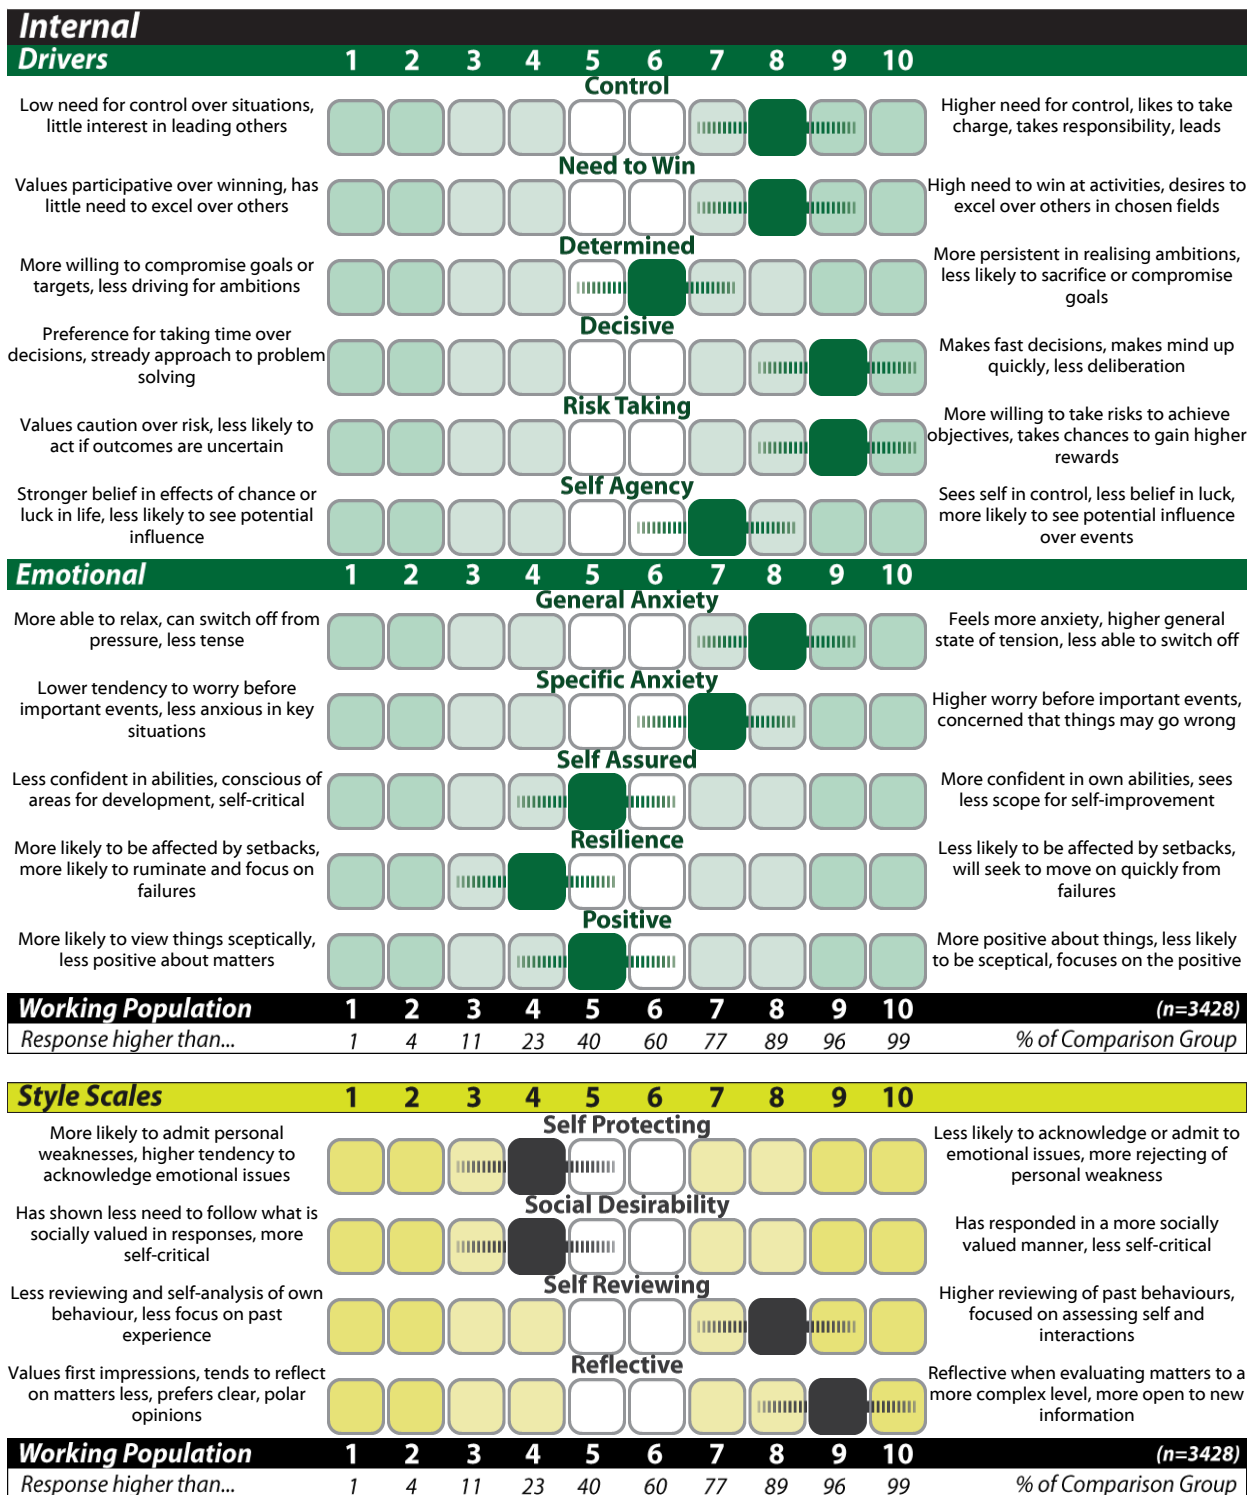 Internal
Drivers 1 2 3 4 5 6 7 8 9 10
Control
Low need for control over situations,
little interest in leading others
Higher need for control, likes to take
charge, takes responsibility, leads
Need to Win
Values participative over winning, has
little need to excel over others
High need to win at activities, desires to
excel over others in chosen fields
Determined
More willing to compromise goals or
targets, less driving for ambitions
More persistent in realising ambitions,
less likely to sacrifice or compromise
goals
Decisive
Preference for taking time over
decisions, stready approach to problem
solving
Makes fast decisions, makes mind up
quickly, less deliberation
Risk Taking
Values caution over risk, less likely to
act if outcomes are uncertain
More willing to take risks to achieve
objectives, takes chances to gain higher
rewards
Self Agency
Stronger belief in effects of chance or
luck in life, less likely to see potential
influence
Sees self in control, less belief in luck,
more likely to see potential influence
over events
Emotional 1 2 3 4 5 6 7 8 9 10
General Anxiety
More able to relax, can switch off from
pressure, less tense
Feels more anxiety, higher general
state of tension, less able to switch off
Specific Anxiety
Lower tendency to worry before
important events, less anxious in key
situations
Higher worry before important events,
concerned that things may go wrong
Self Assured
Less confident in abilities, conscious of
areas for development, self-critical
More confident in own abilities, sees
less scope for self-improvement
Resilience
More likely to be affected by setbacks,
more likely to ruminate and focus on
failures
Less likely to be affected by setbacks,
will seek to move on quickly from
failures
Positive
More likely to view things sceptically,
less positive about matters
More positive about things, less likely
to be sceptical, focuses on the positive
Working Population 1 2 3 4 5 6 7 8 9 10 (n=3428)
Response higher than... 1 4 11 23 40 60 77 89 96 99 % of Comparison Group
Style Scales 1 2 3 4 5 6 7 8 9 10
Self Protecting
More likely to admit personal
weaknesses, higher tendency to
acknowledge emotional issues
Less likely to acknowledge or admit to
emotional issues, more rejecting of
personal weakness
Social Desirability
Has shown less need to follow what is
socially valued in responses, more
self-critical
Has responded in a more socially
valued manner, less self-critical
Self Reviewing
Less reviewing and self-analysis of own
behaviour, less focus on past
experience
Higher reviewing of past behaviours,
focused on assessing self and
interactions
Reflective
Values first impressions, tends to reflect
on matters less, prefers clear, polar
opinions
Reflective when evaluating matters to a
more complex level, more open to new
information
Working Population 1 2 3 4 5 6 7 8 9 10 (n=3428)
Response higher than... 1 4 11 23 40 60 77 89 96 99 % of Comparison Group